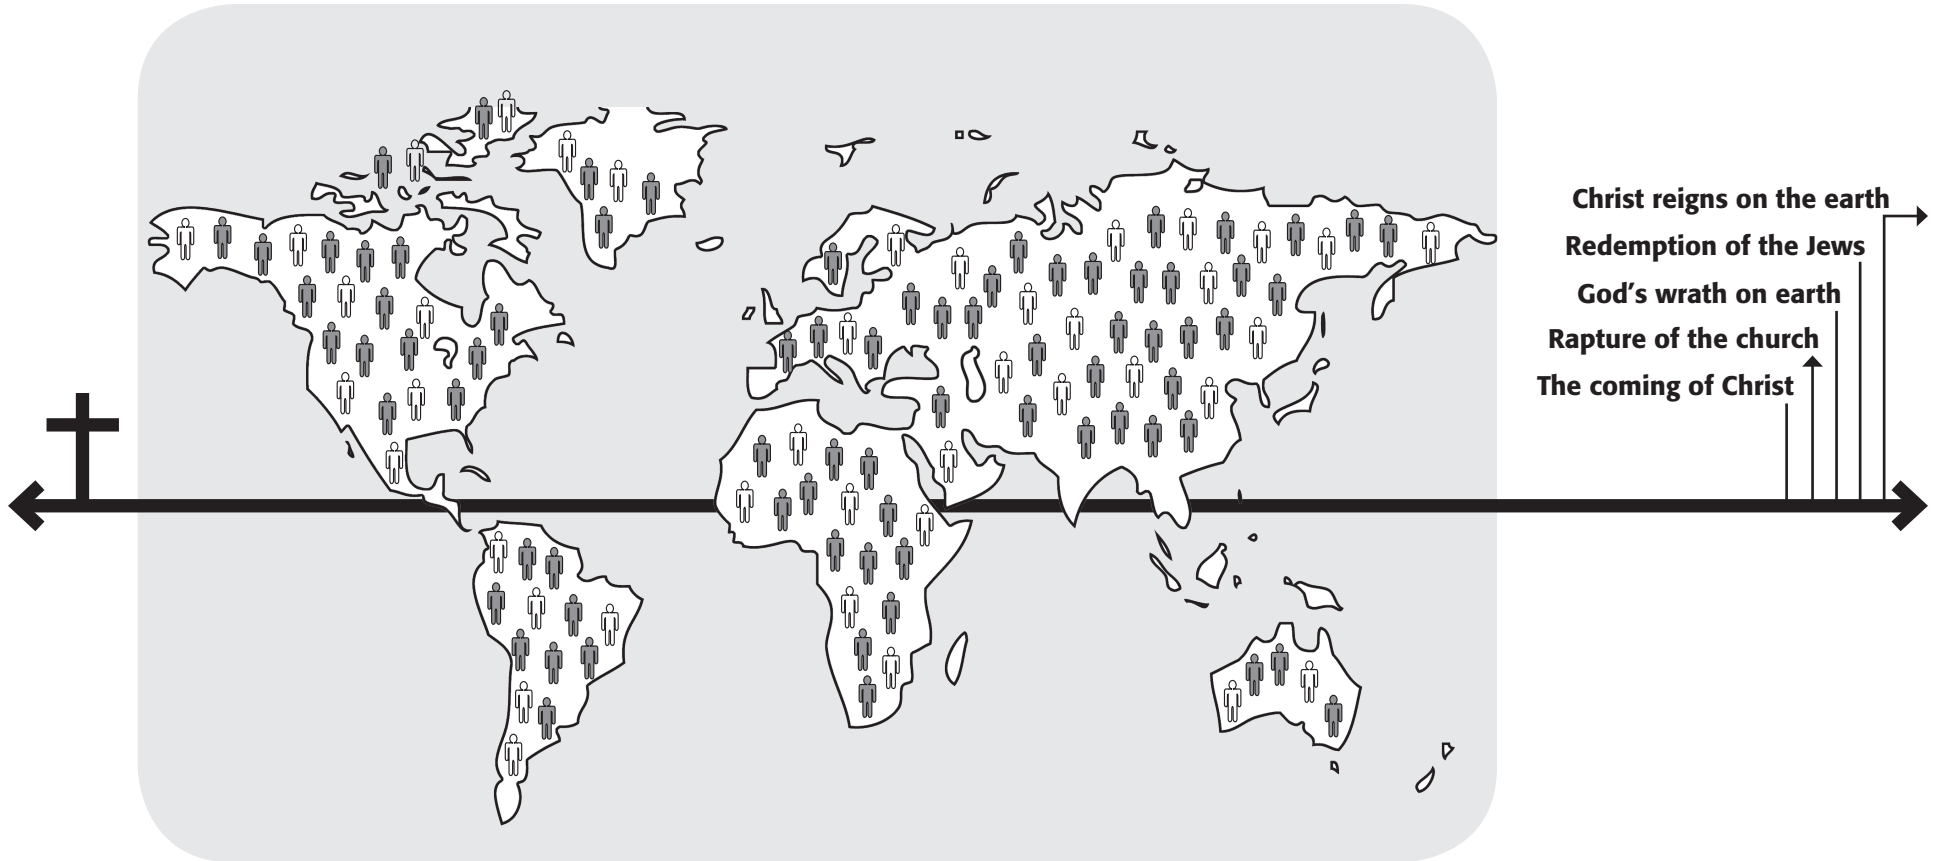 Christ reigns on the earth
Redemption of the Jews
God’s wrath on earth
Rapture of the church
The coming of Christ